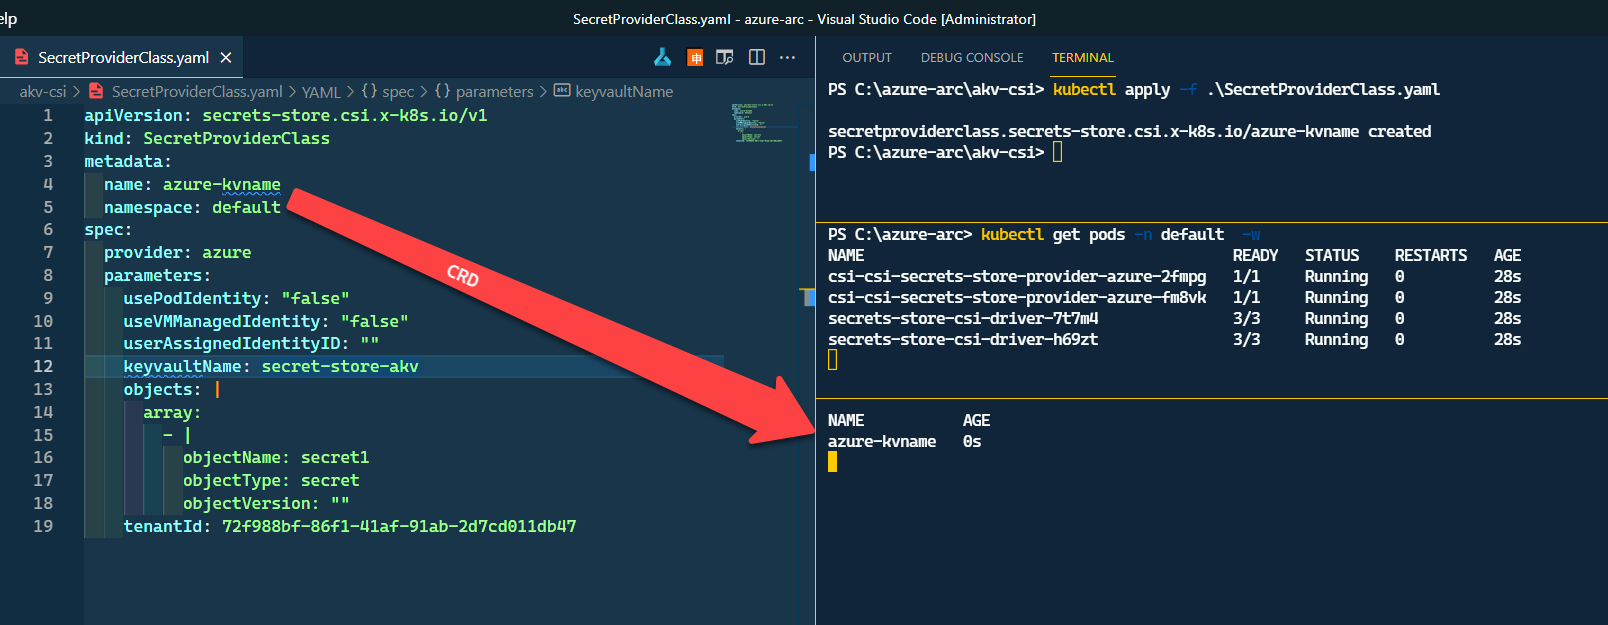 elp
SecretProviderClass.yaml - azure-arc - Visual Studio Code [Administrator]
SecretProviderClass.yaml
akv-csi > SecretProviderClass.yaml > YAML > {} spec > {} parameters > abc keyvaultName
1 apiVersion: secrets-store.csi.x-k8s.io/v1
2 kind: SecretProviderClass
3 metadata:
4 name: azure-kvname
5 namespace: default
6 spec:
7 provider: azure
8 parameters:
9 usePodIdentity: "false"
10 useVMManagedIdentity: "false"
11 userAssignedIdentityID: ""
12 keyvaultName: secret-store-akv
13 objects: |
14 array:
15 - |
16 objectName: secret1
17 objectType: secret
18 objectVersion: ""
19 tenantId: 72f988bf-86f1-41af-91ab-2d7cd011db47
CRD
OUTPUT DEBUG CONSOLE TERMINAL
PS C:\azure-arc\akv-csi> kubectl apply -f .\SecretProviderClass.yaml
secretproviderclass.secrets-store.csi.x-k8s.io/azure-kvname created
PS C:\azure-arc\akv-csi>
PS C:\azure-arc> kubectl get pods -n default -w
NAME READY STATUS RESTARTS AGE
csi-csi-secrets-store-provider-azure-2fmpg 1/1 Running 0 28s
csi-csi-secrets-store-provider-azure-fm8vk 1/1 Running 0 28s
secrets-store-csi-driver-7t7m4 3/3 Running 0 28s
secrets-store-csi-driver-h69zt 3/3 Running 0 28s
NAME AGE
azure-kvname 0s